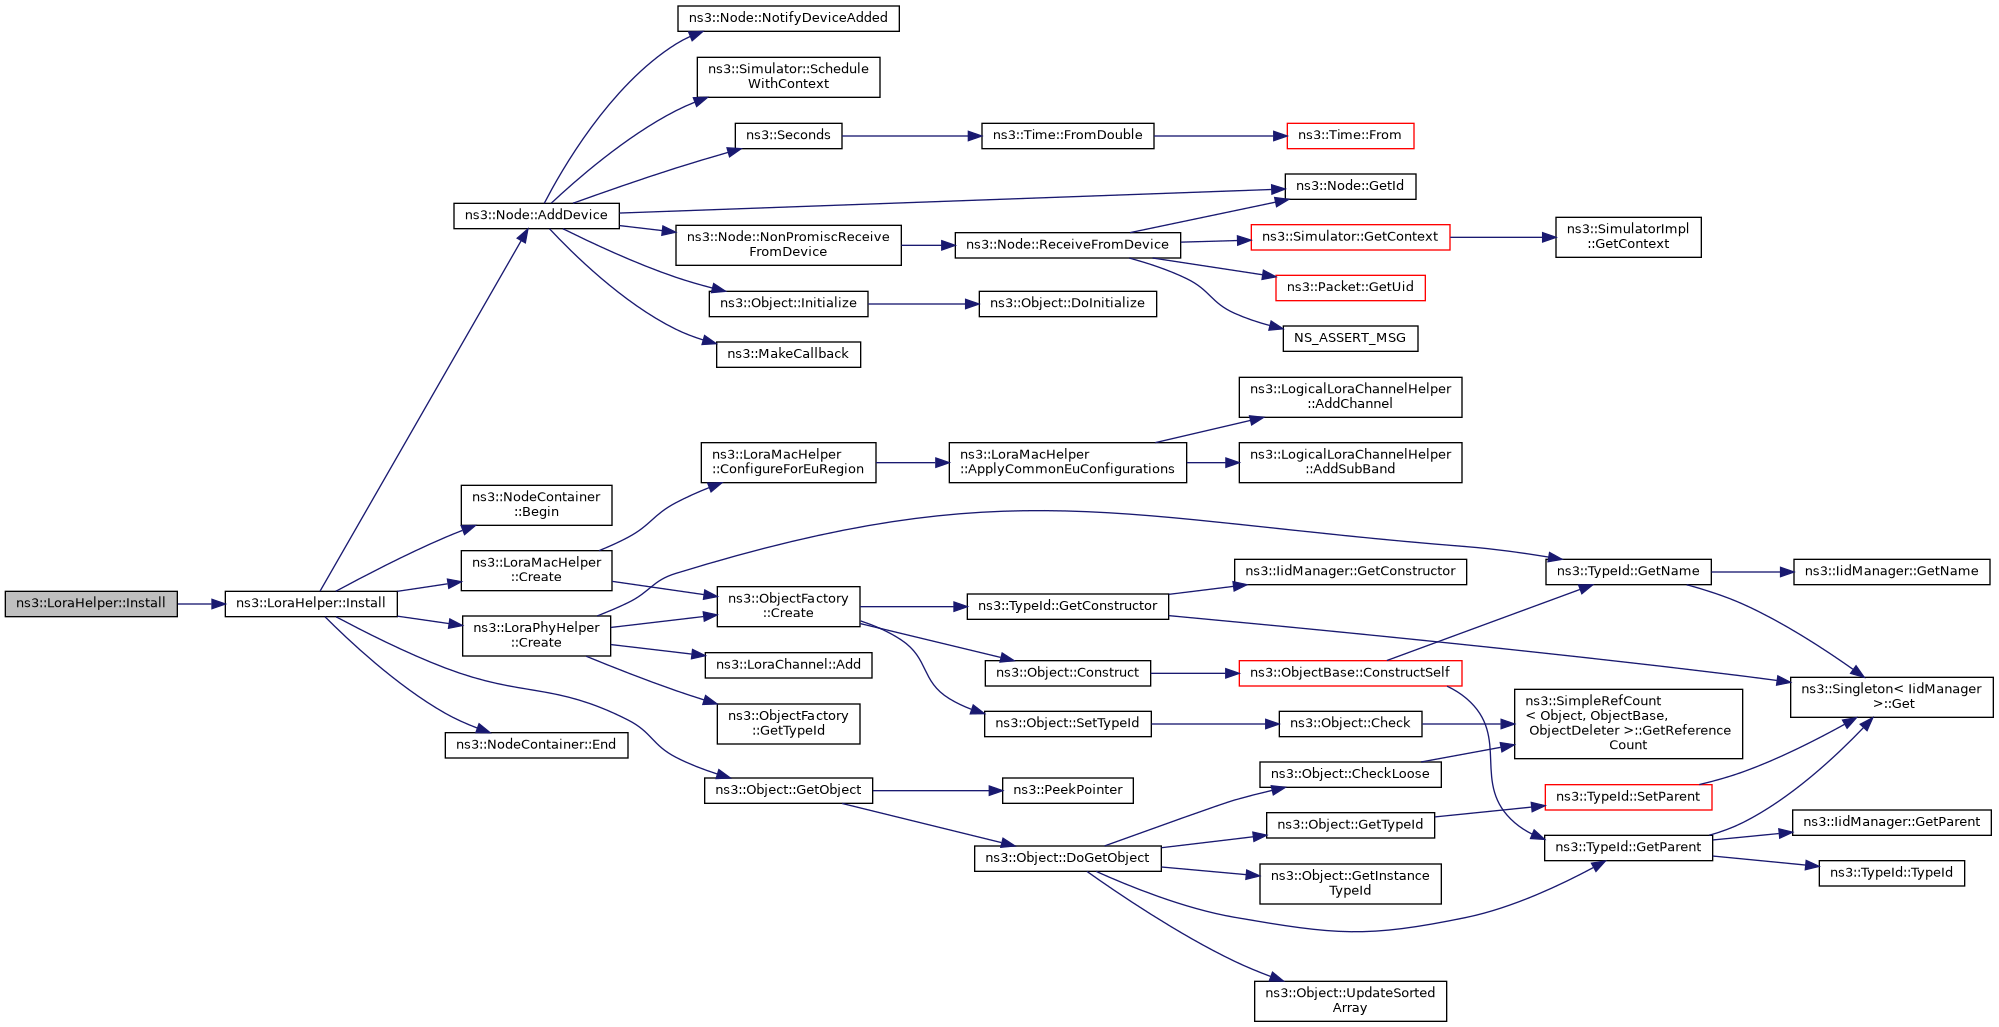 ns3::Node::NotifyDeviceAdded
ns3::Simulator::Schedule
WithContext
ns3::Seconds
ns3::Time::FromDouble
ns3::Time::From
ns3::Node::GetId
ns3::Node::AddDevice
ns3::Node::NonPromiscReceive
FromDevice
ns3::Node::ReceiveFromDevice
ns3::Simulator::GetContext
ns3::SimulatorImpl
::GetContext
ns3::Packet::GetUid
ns3::Object::Initialize
ns3::Object::DoInitialize
NS_ASSERT_MSG
ns3::MakeCallback
ns3::LogicalLoraChannelHelper
::AddChannel
ns3::LoraMacHelper
::ConfigureForEuRegion
ns3::LoraMacHelper
::ApplyCommonEuConfigurations
ns3::LogicalLoraChannelHelper
::AddSubBand
ns3::NodeContainer
::Begin
ns3::LoraMacHelper
::Create
ns3::IidManager::GetConstructor
ns3::TypeId::GetName
ns3::IidManager::GetName
ns3::LoraHelper::Install
ns3::LoraHelper::Install
ns3::ObjectFactory
::Create
ns3::TypeId::GetConstructor
ns3::LoraPhyHelper
::Create
ns3::LoraChannel::Add
ns3::Object::Construct
ns3::ObjectBase::ConstructSelf
ns3::Singleton< IidManager
>::Get
ns3::ObjectFactory
::GetTypeId
ns3::Object::SetTypeId
ns3::Object::Check
ns3::SimpleRefCount
< Object, ObjectBase,
ObjectDeleter >::GetReference
Count
ns3::NodeContainer::End
ns3::Object::CheckLoose
ns3::Object::GetObject
ns3::PeekPointer
ns3::TypeId::SetParent
ns3::Object::GetTypeId
ns3::IidManager::GetParent
ns3::Object::DoGetObject
ns3::TypeId::GetParent
ns3::Object::GetInstance
TypeId
ns3::TypeId::TypeId
ns3::Object::UpdateSorted
Array